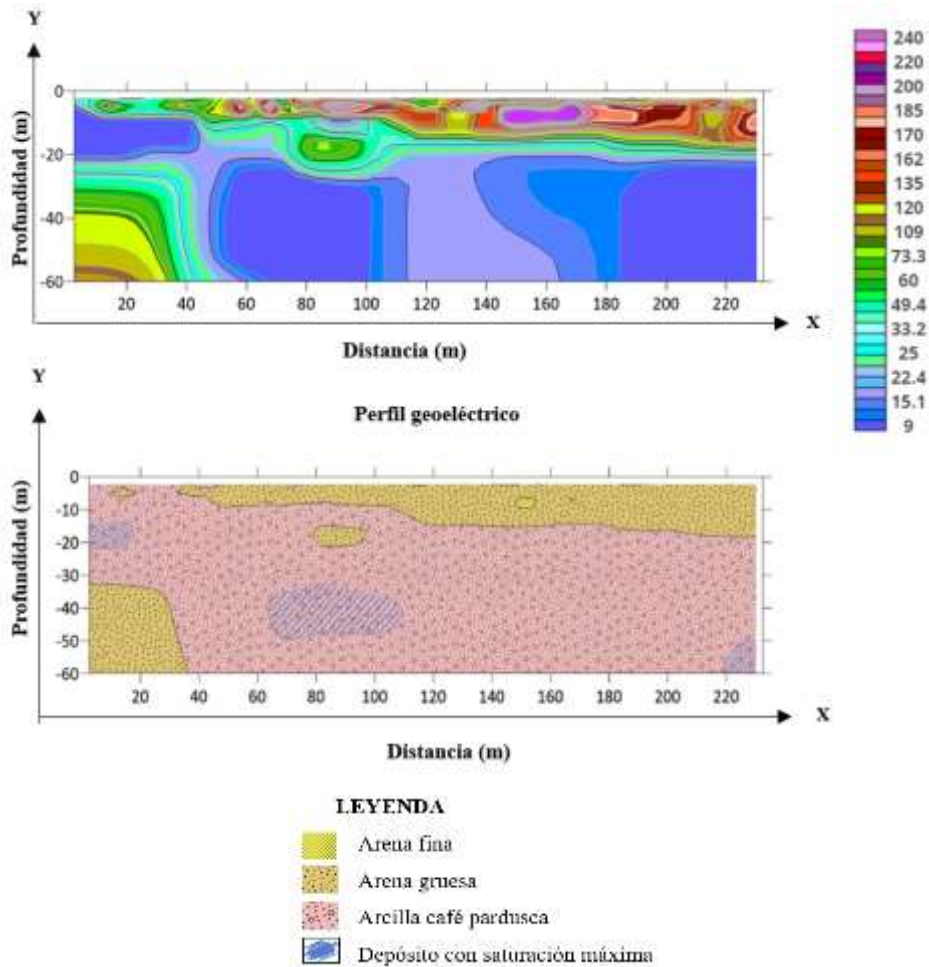 Y
0
-20
-40
-60
Profundidad (m)
20 40 60 80 100 120 140 160 180 200 220
X
Distancia (m)
240
220
200
185
170
162
135
120
109
73.3
60
49.4
33.2
25
22.4
15.1
9
Y
Perfil geoeléctrico
0
-10
-20
-30
-40
-50
-60
Profundidad (m)
20 40 60 80 100 120 140 160 180 200 220
X
Distancia (m)
LEYENDA
Arena fina
Arena gruesa
Arcilla café pardusca
Depósito con saturación máxima